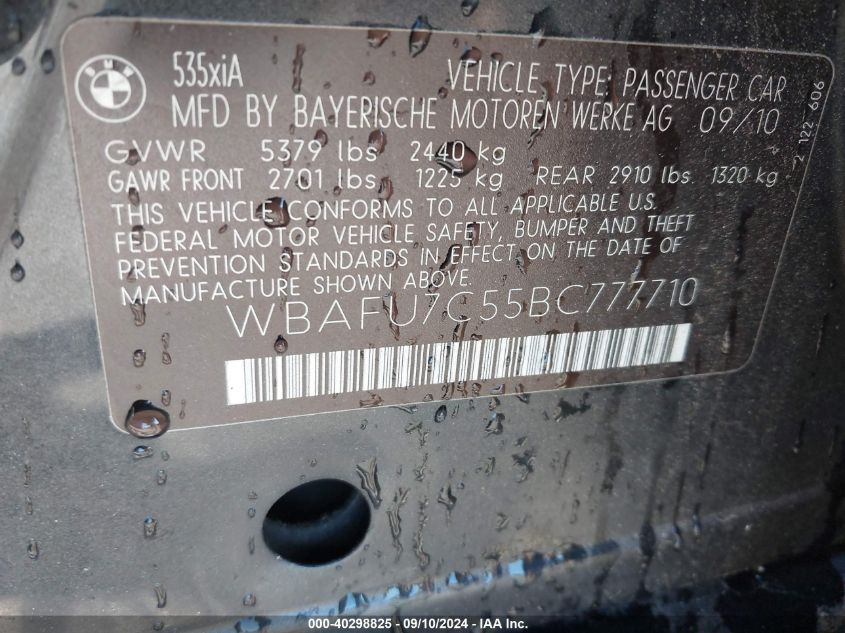 BMW
535xiA VEHICLE TYPE: PASSENGER CAR
MFD BY BAYERISCHE MOTOREN WERKE AG 09/10
GVWR 5379 lbs 2440 kg
GAWR FRONT 2701 lbs 1225 kg REAR 2910 lbs. 1320 kg
THIS VEHICLE CONFORMS TO ALL APPLICABLE U.S.
FEDERAL MOTOR VEHICLE SAFETY, BUMPER AND THEFT
PREVENTION STANDARDS IN EFFECT ON THE DATE OF
MANUFACTURE SHOWN ABOVE.
WBAFU7C55BC777710
2 122 606
000-40298825 - 09/10/2024 - IAA Inc.